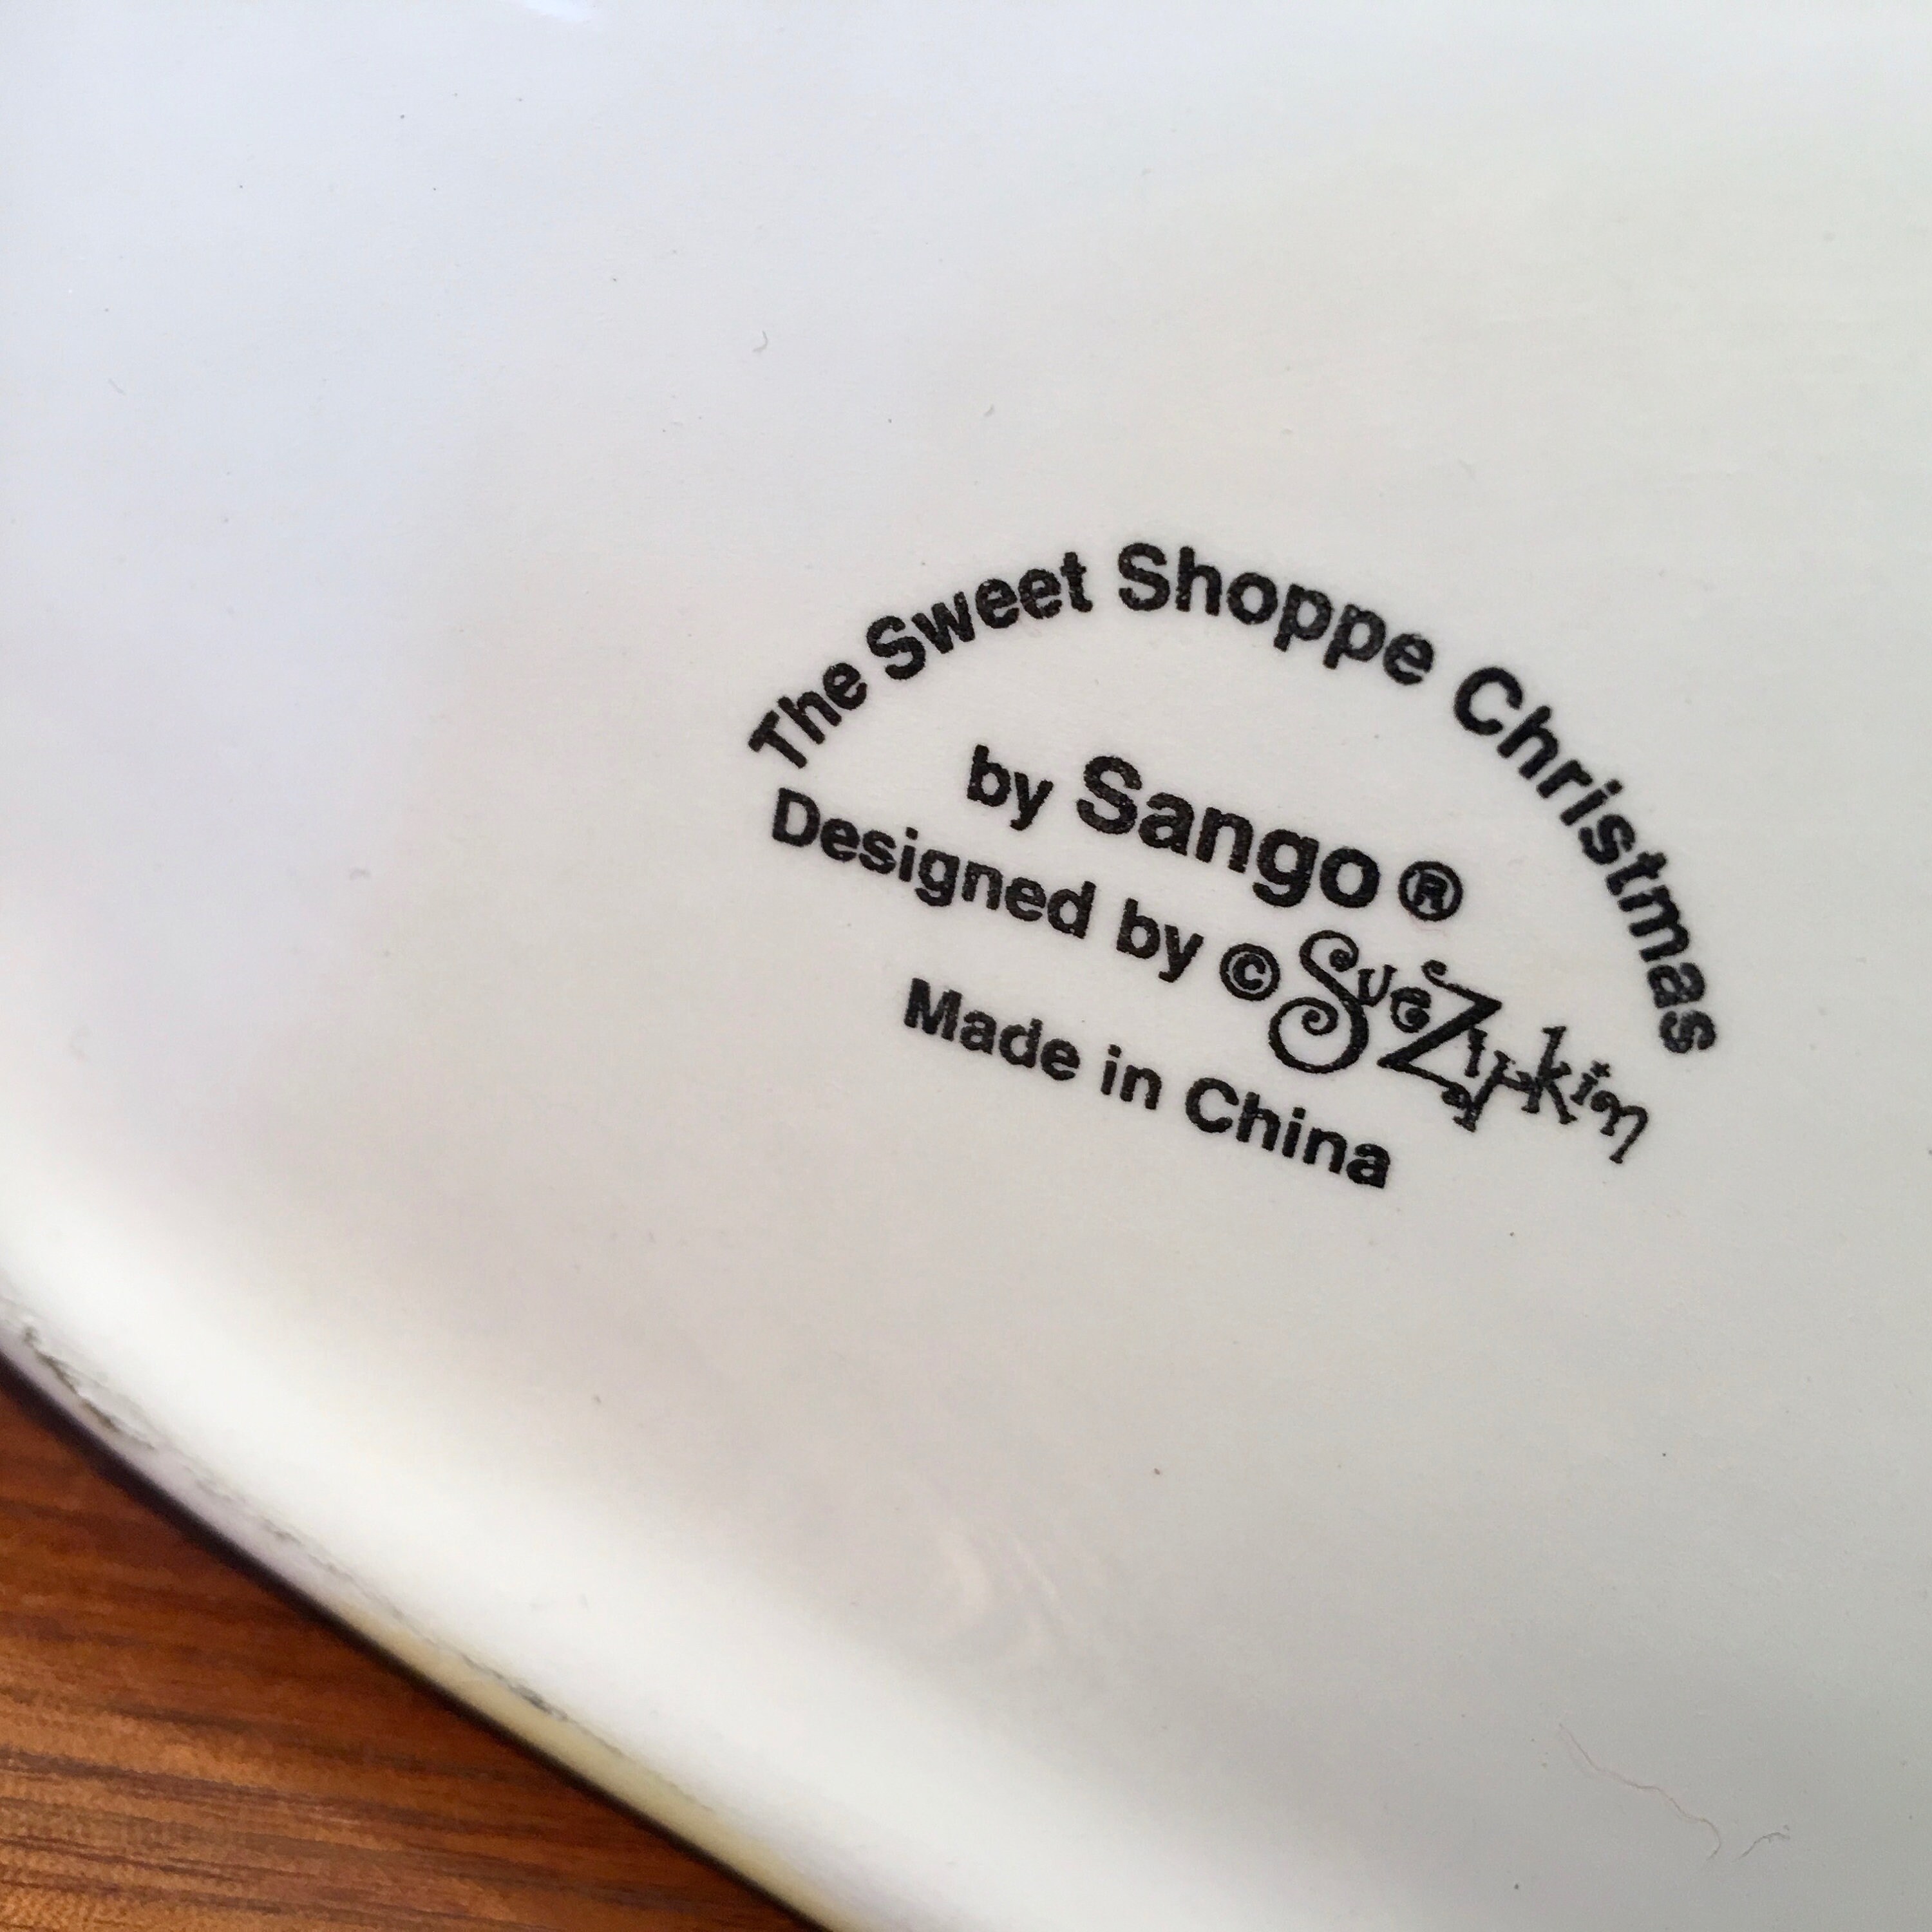 The Sweet Shoppe Christmas
by Sango ®
Designed by © Sue Zipkin
Made in China